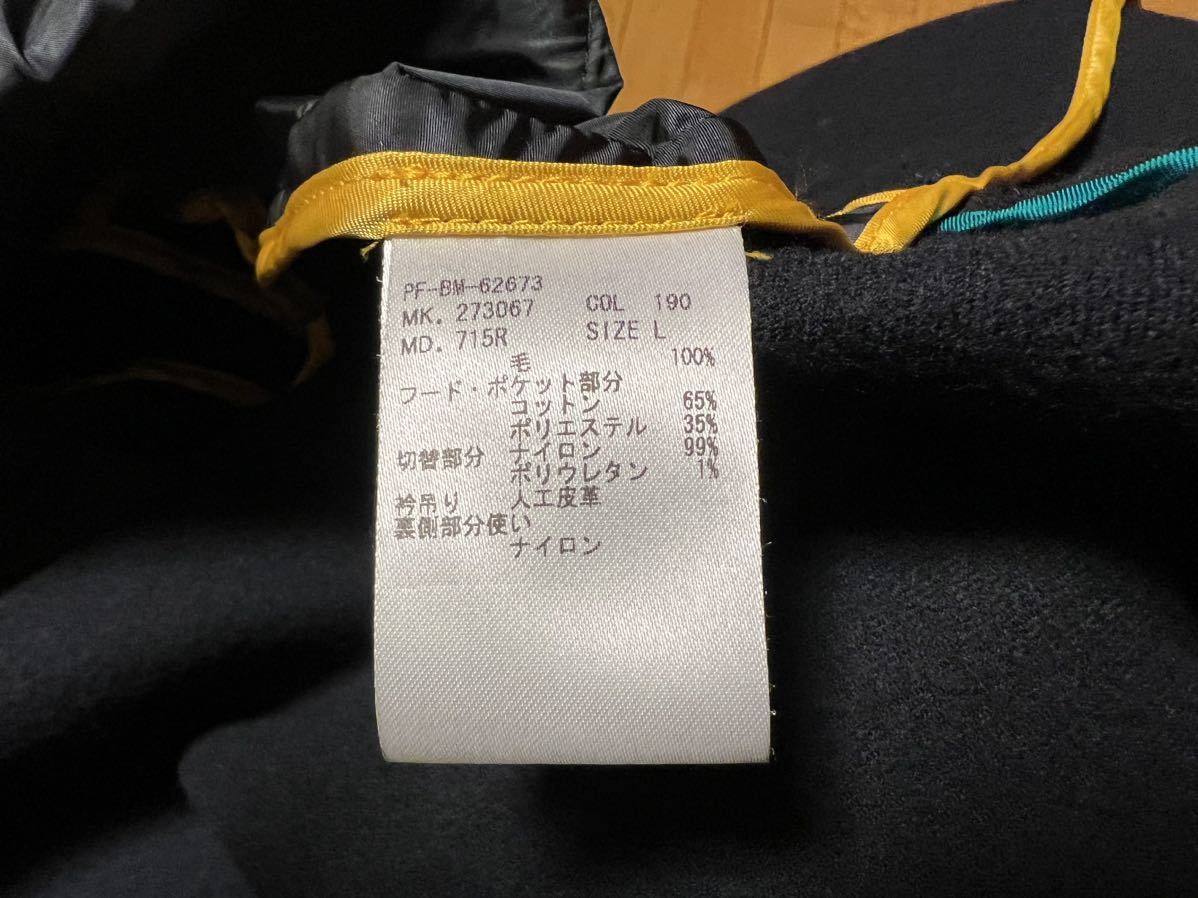 PF-BM-62673
MK. 273067 COL 190
MD. 715R SIZE L
毛 100%
フード・ポケット部分
コットン 65%
ポリエステル 35%
切替部分 ナイロン 99%
ポリウレタン 1%
衿吊り 人工皮革
裏側部分使い
ナイロン